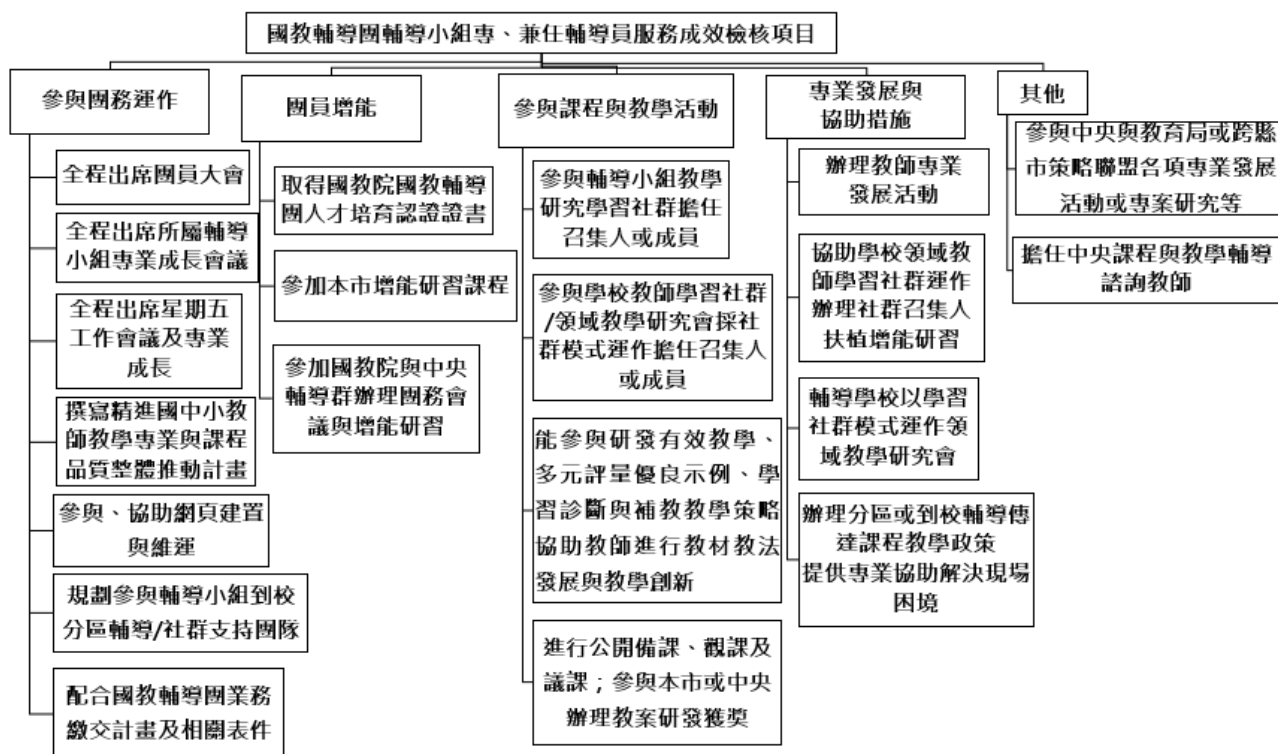 國教輔導團輔導小組專、兼任輔導員服務成效檢核項目
參與團務運作
全程出席團員大會
全程出席所屬輔導
小組專業成長會議
全程出席星期五
工作會議及專業
成長
撰寫精進國中小教
師教學專業與課程
品質整體推動計畫
參與、協助網頁建置
與維運
規劃參與輔導小組到校
分區輔導/社群支持團隊
配合國教輔導團業務
繳交計畫及相關表件
團員增能
取得國教院國教輔導
團人才培育認證證書
參加本市增能研習課程
參加國教院與中央
輔導群辦理團務會
議與增能研習
參與課程與教學活動
參與輔導小組教學
研究學習社群擔任
召集人或成員
參與學校教師學習社群
/領域教學研究會採社
群模式運作擔任召集人
或成員
能參與研發有效教學、
多元評量優良示例、學
習診斷與補教教學策略
協助教師進行教材教法
發展與教學創新
進行公開備課、觀課及
議課；參與本市或中央
辦理教案研發獲獎
專業發展與
協助措施
辦理教師專業
發展活動
協助學校領域教
師學習社群運作
辦理社群召集人
扶植增能研習
輔導學校以學習
社群模式運作領
域教學研究會
辦理分區或到校輔導傳
達課程教學政策
提供專業協助解決現場
困境
其他
參與中央與教育局或跨縣
市策略聯盟各項專業發展
活動或專案研究等
擔任中央課程與教學輔導
諮詢教師